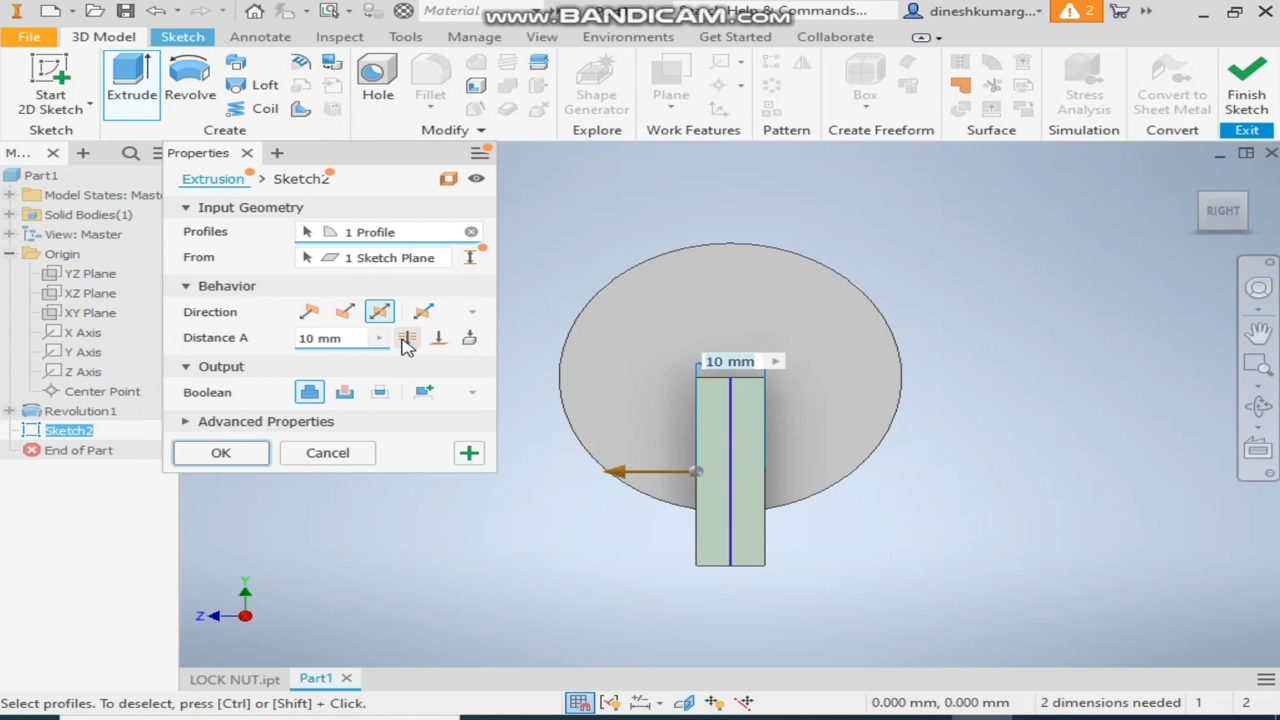 Material
www.BANDICAM.com
Help & Commands...
dineshkumarg...
2
File
3D Model
Sketch
Annotate
Inspect
Tools
Manage
View
Environments
Get Started
Collaborate
Start
2D Sketch
Extrude
Revolve
Loft
Coil
Hole
Fillet
Shape
Generator
Plane
Box
Stress
Analysis
Convert to
Sheet Metal
Finish
Sketch
Sketch
Create
Modify
Explore
Work Features
Pattern
Create Freeform
Surface
Simulation
Convert
Exit
M...
Part1
Model States: Maste
Solid Bodies(1)
View: Master
Origin
YZ Plane
XZ Plane
XY Plane
X Axis
Y Axis
Z Axis
Center Point
Revolution1
Sketch2
End of Part
Properties
Extrusion > Sketch2
Input Geometry
Profiles
1 Profile
From
1 Sketch Plane
Behavior
Direction
Distance A
10 mm
Output
Boolean
Advanced Properties
OK
Cancel
10 mm
RIGHT
Y
Z
LOCK NUT.ipt
Part1
Select profiles. To deselect, press [Ctrl] or [Shift] + Click.
0.000 mm, 0.000 mm
2 dimensions needed
1
2